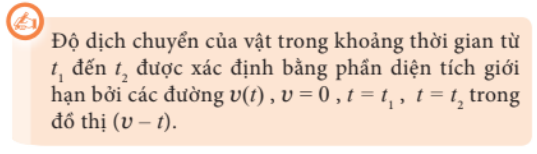 Độ dịch chuyển của vật trong khoảng thời gian từ
t₁ đến t₂ được xác định bằng phần diện tích giới
hạn bởi các đường v(t) , v = 0 , t = t₁ , t = t₂ trong
đồ thị (v – t).